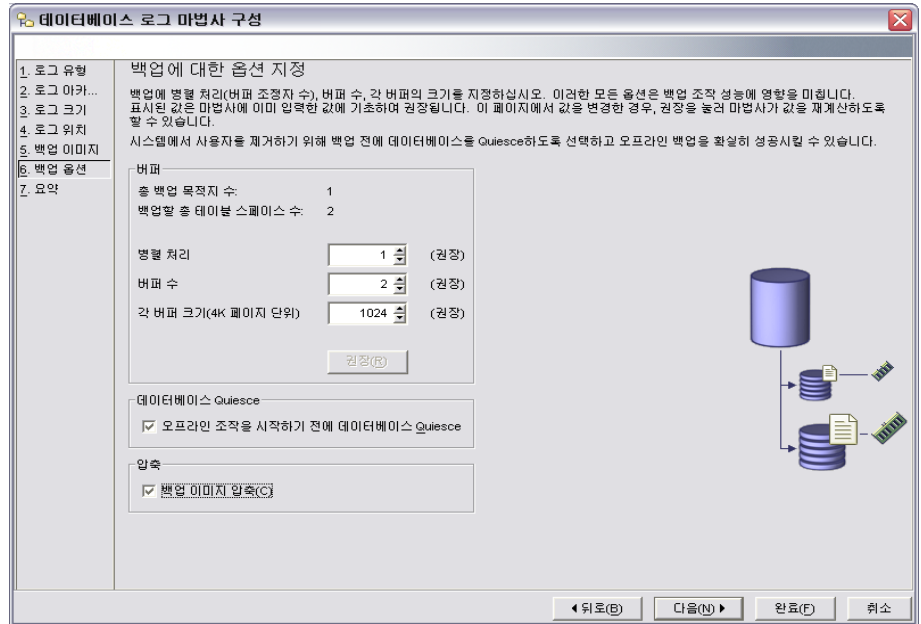 데이터베이스 로그 마법사 구성
1. 로그 유형
2. 로그 아카...
3. 로그 크기
4. 로그 위치
5. 백업 이미지
6. 백업 옵션
7. 요약
백업에 대한 옵션 지정
백업에 병렬 처리(버퍼 조정자 수), 버퍼 수, 각 버퍼의 크기를 지정하십시오. 이러한 모든 옵션은 백업 조작 성능에 영향을 미칩니다.
표시된 값은 마법사에 이미 입력한 값에 기초하여 권장됩니다. 이 페이지에서 값을 변경한 경우, 권장을 눌러 마법사가 값을 재계산하도록
할 수 있습니다.
시스템에서 사용자를 제거하기 위해 백업 전에 데이터베이스를 Quiesce하도록 선택하고 오프라인 백업을 확실히 성공시킬 수 있습니다.
버퍼
총 백업 목적지 수: 1
백업할 총 테이블 스페이스 수: 2
병렬 처리 1 (권장)
버퍼 수 2 (권장)
각 버퍼 크기(4K 페이지 단위) 1024 (권장)
권장(R)
데이터베이스 Quiesce
오프라인 조작을 시작하기 전에 데이터베이스 Quiesce
압축
백업 이미지 압축(C)
뒤로(B) 다음(N) 완료(F) 취소